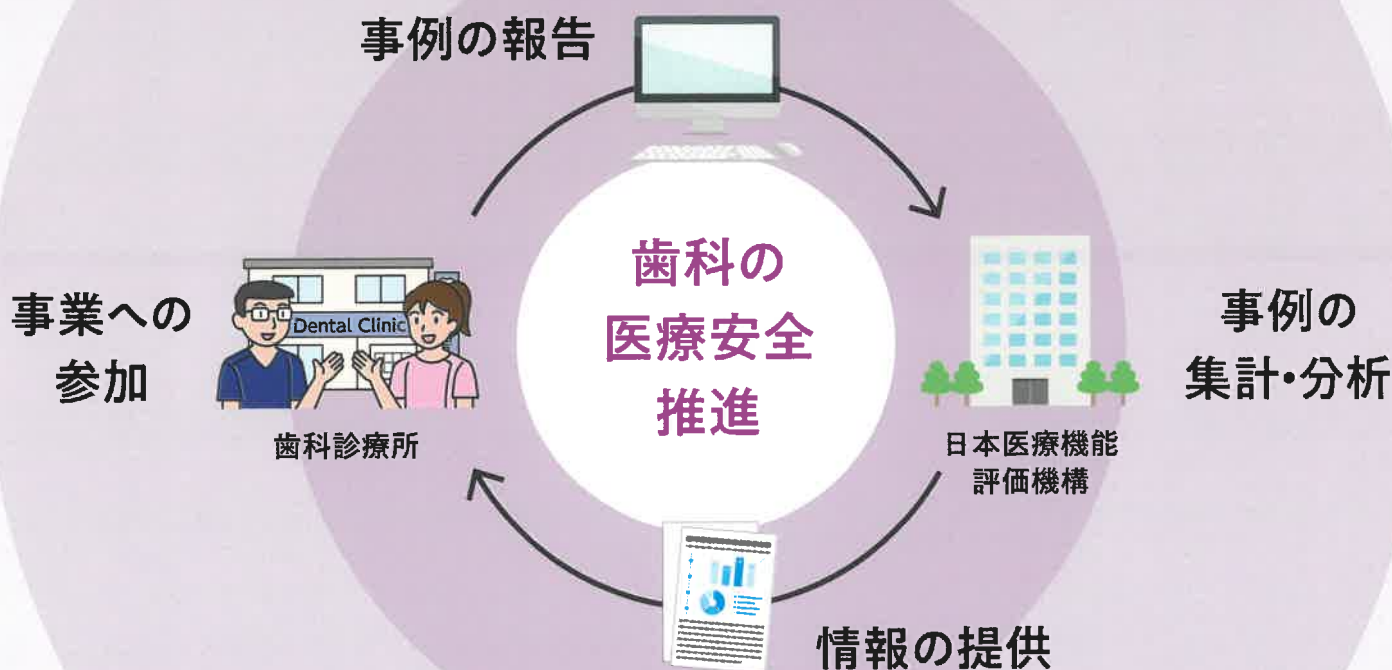 事例の報告
歯科の
医療安全
推進
事業への
参加
Dental Clinic
歯科診療所
事例の
集計・分析
日本医療機能
評価機構
情報の提供